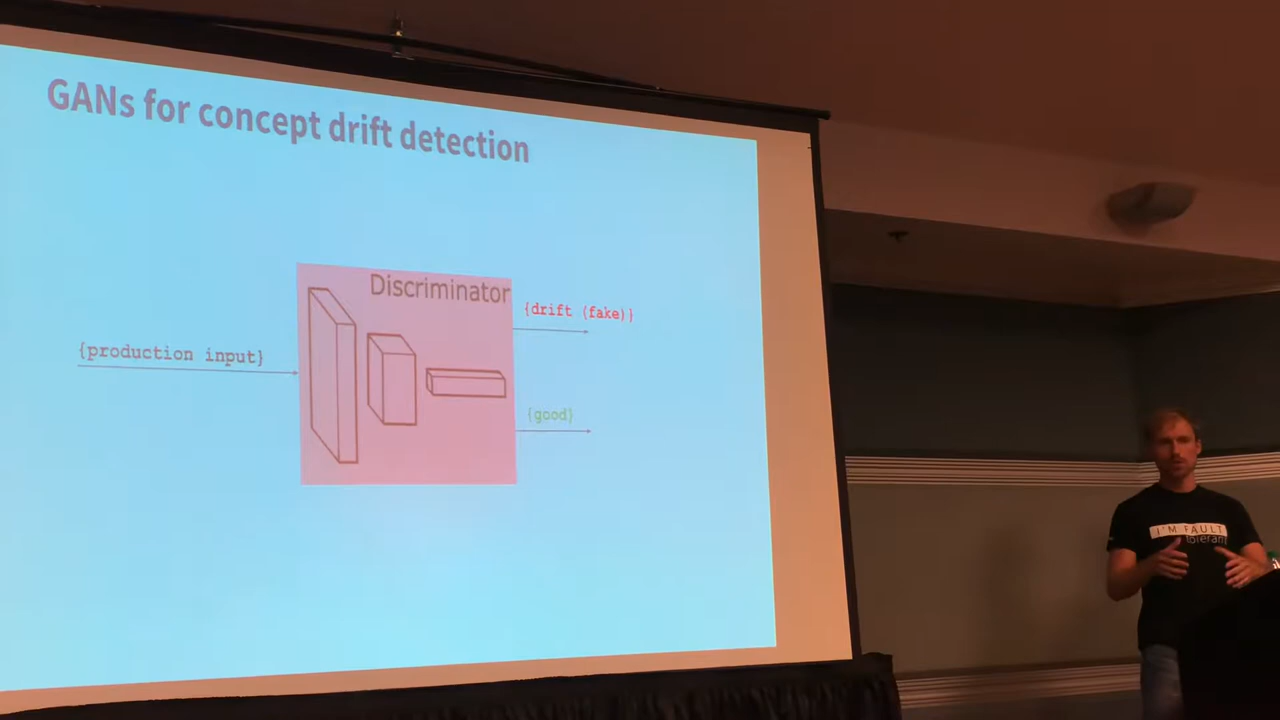 GANs for concept drift detection
Discriminator
{drift (fake)}
{production input}
{good}
I'M FAULT
tolerant